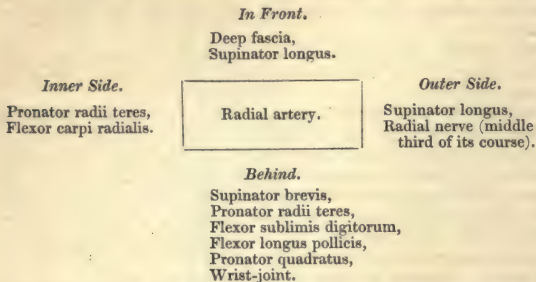 In Front.
Deep fascia,
Supinator longus.
Inner Side.
Pronator radii teres,
Flexor carpi radialis.
Radial artery.
Outer Side.
Supinator longus,
Radial nerve (middle
third of its course).
Behind.
Supinator brevis,
Pronator radii teres,
Flexor sublimis digitorum,
Flexor longus pollicis,
Pronator quadratus,
Wrist-joint.